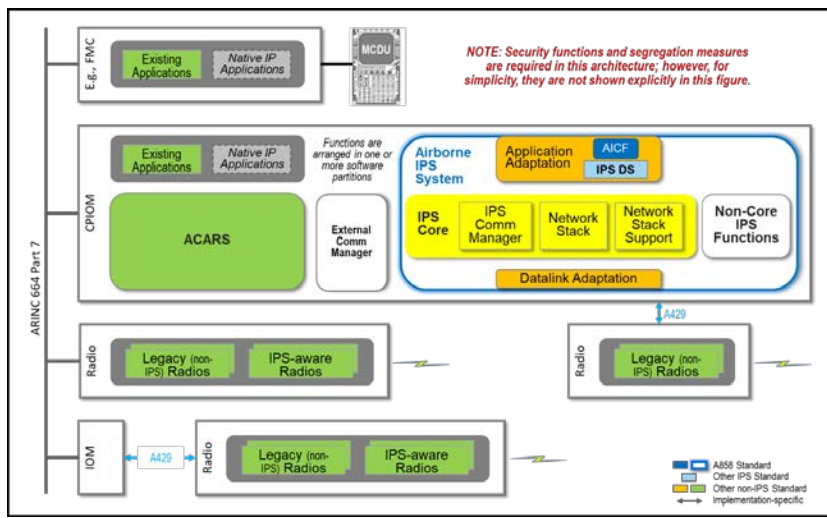 E.g., FMC
Existing
Applications
Native IP
Applications
MCDU
NOTE: Security functions and segregation measures
are required in this architecture; however, for
simplicity, they are not shown explicitly in this figure.
ARINC 664 Part 7
CPIOM
Existing
Applications
Native IP
Applications
Functions are
arranged in one or
more software
partitions
ACARS
External
Comm
Manager
Airborne
IPS
System
Application
Adaptation
AICF
IPS DS
IPS
Core
IPS
Comm
Manager
Network
Stack
Network
Stack
Support
Non-Core
IPS
Functions
Datalink Adaptation
A429
Radio
Legacy (non-
IPS) Radios
IPS-aware
Radios
Radio
Legacy (non-
IPS) Radios
IOM
A429
Radio
Legacy (non-
IPS) Radios
IPS-aware
Radios
A858 Standard
Other IPS Standard
Other non-IPS Standard
Implementation-specific